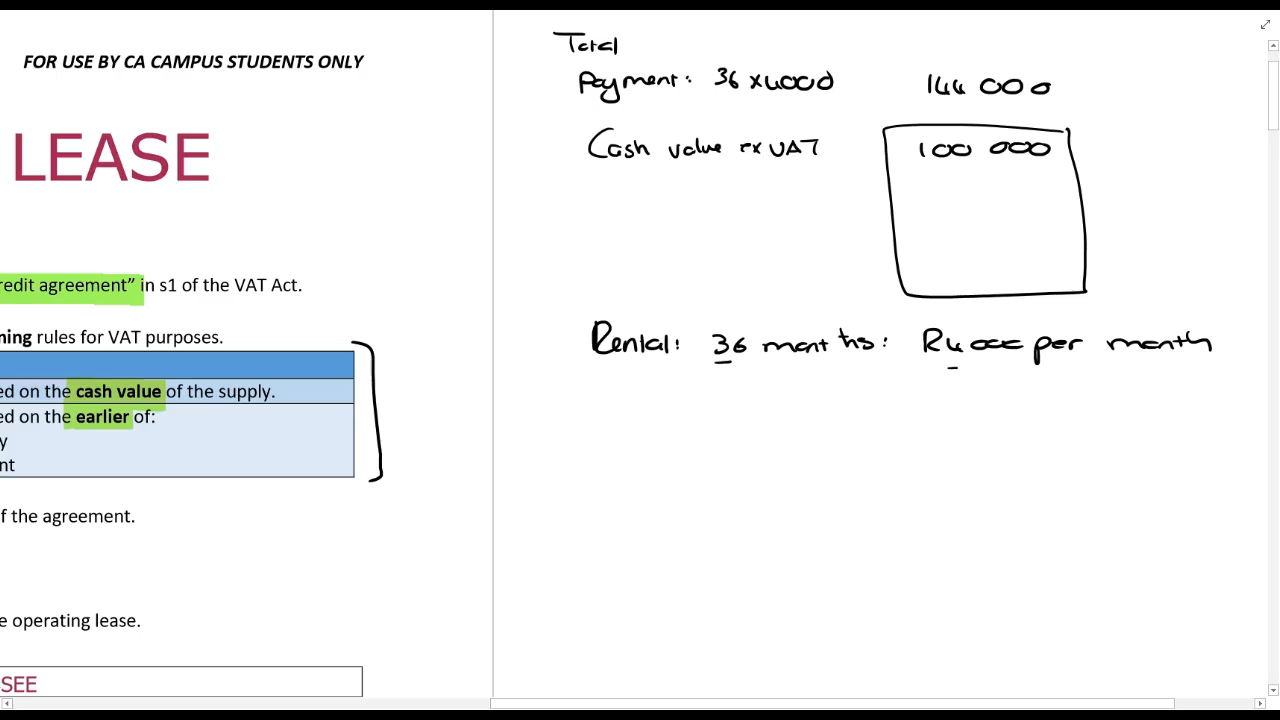 FOR USE BY CA CAMPUS STUDENTS ONLY
LEASE
redit agreement” in s1 of the VAT Act.
ning rules for VAT purposes.
ed on the cash value of the supply.
ed on the earlier of:
y
nt
f the agreement.
e operating lease.
SEE
Total
Payment: 36 x 4000 144 000
Cash value ex VAT 100 000
Rental: 36 months: R4 000 per month